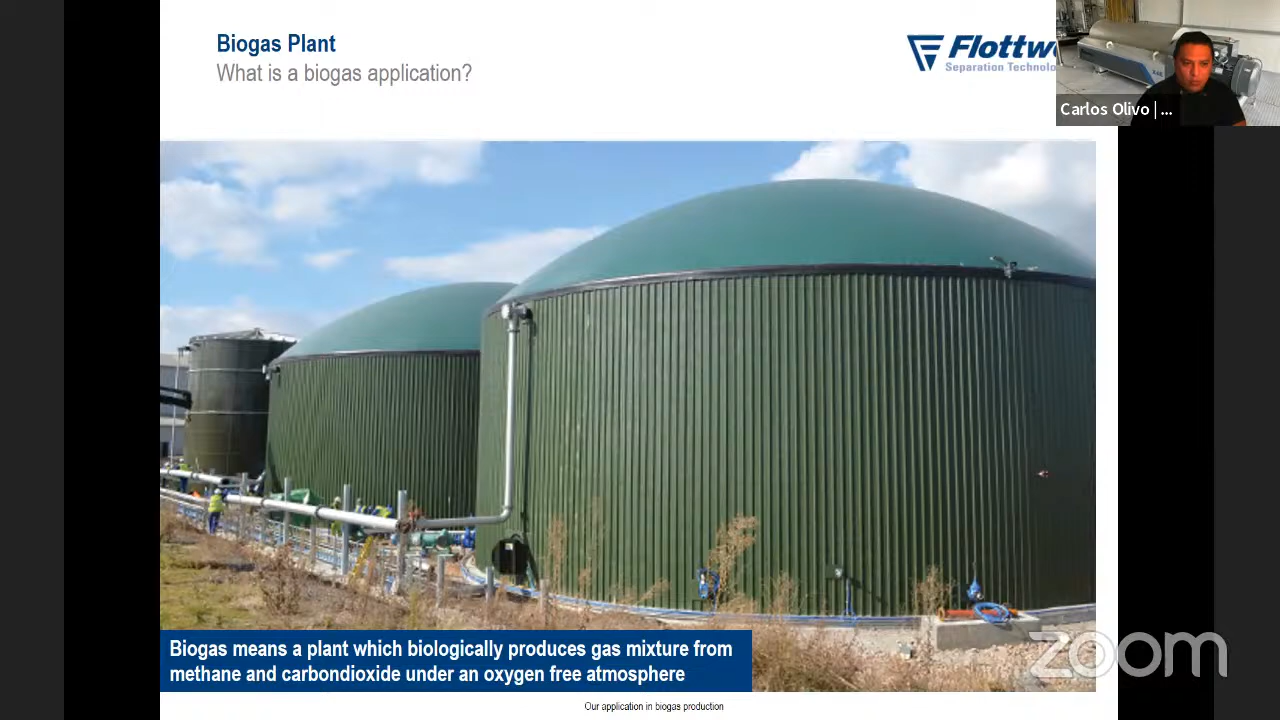 Biogas Plant
What is a biogas application?
Flottw
Separation Technolo
Carlos Olivo | ...
Biogas means a plant which biologically produces gas mixture from
methane and carbondioxide under an oxygen free atmosphere
zoom
Our application in biogas production